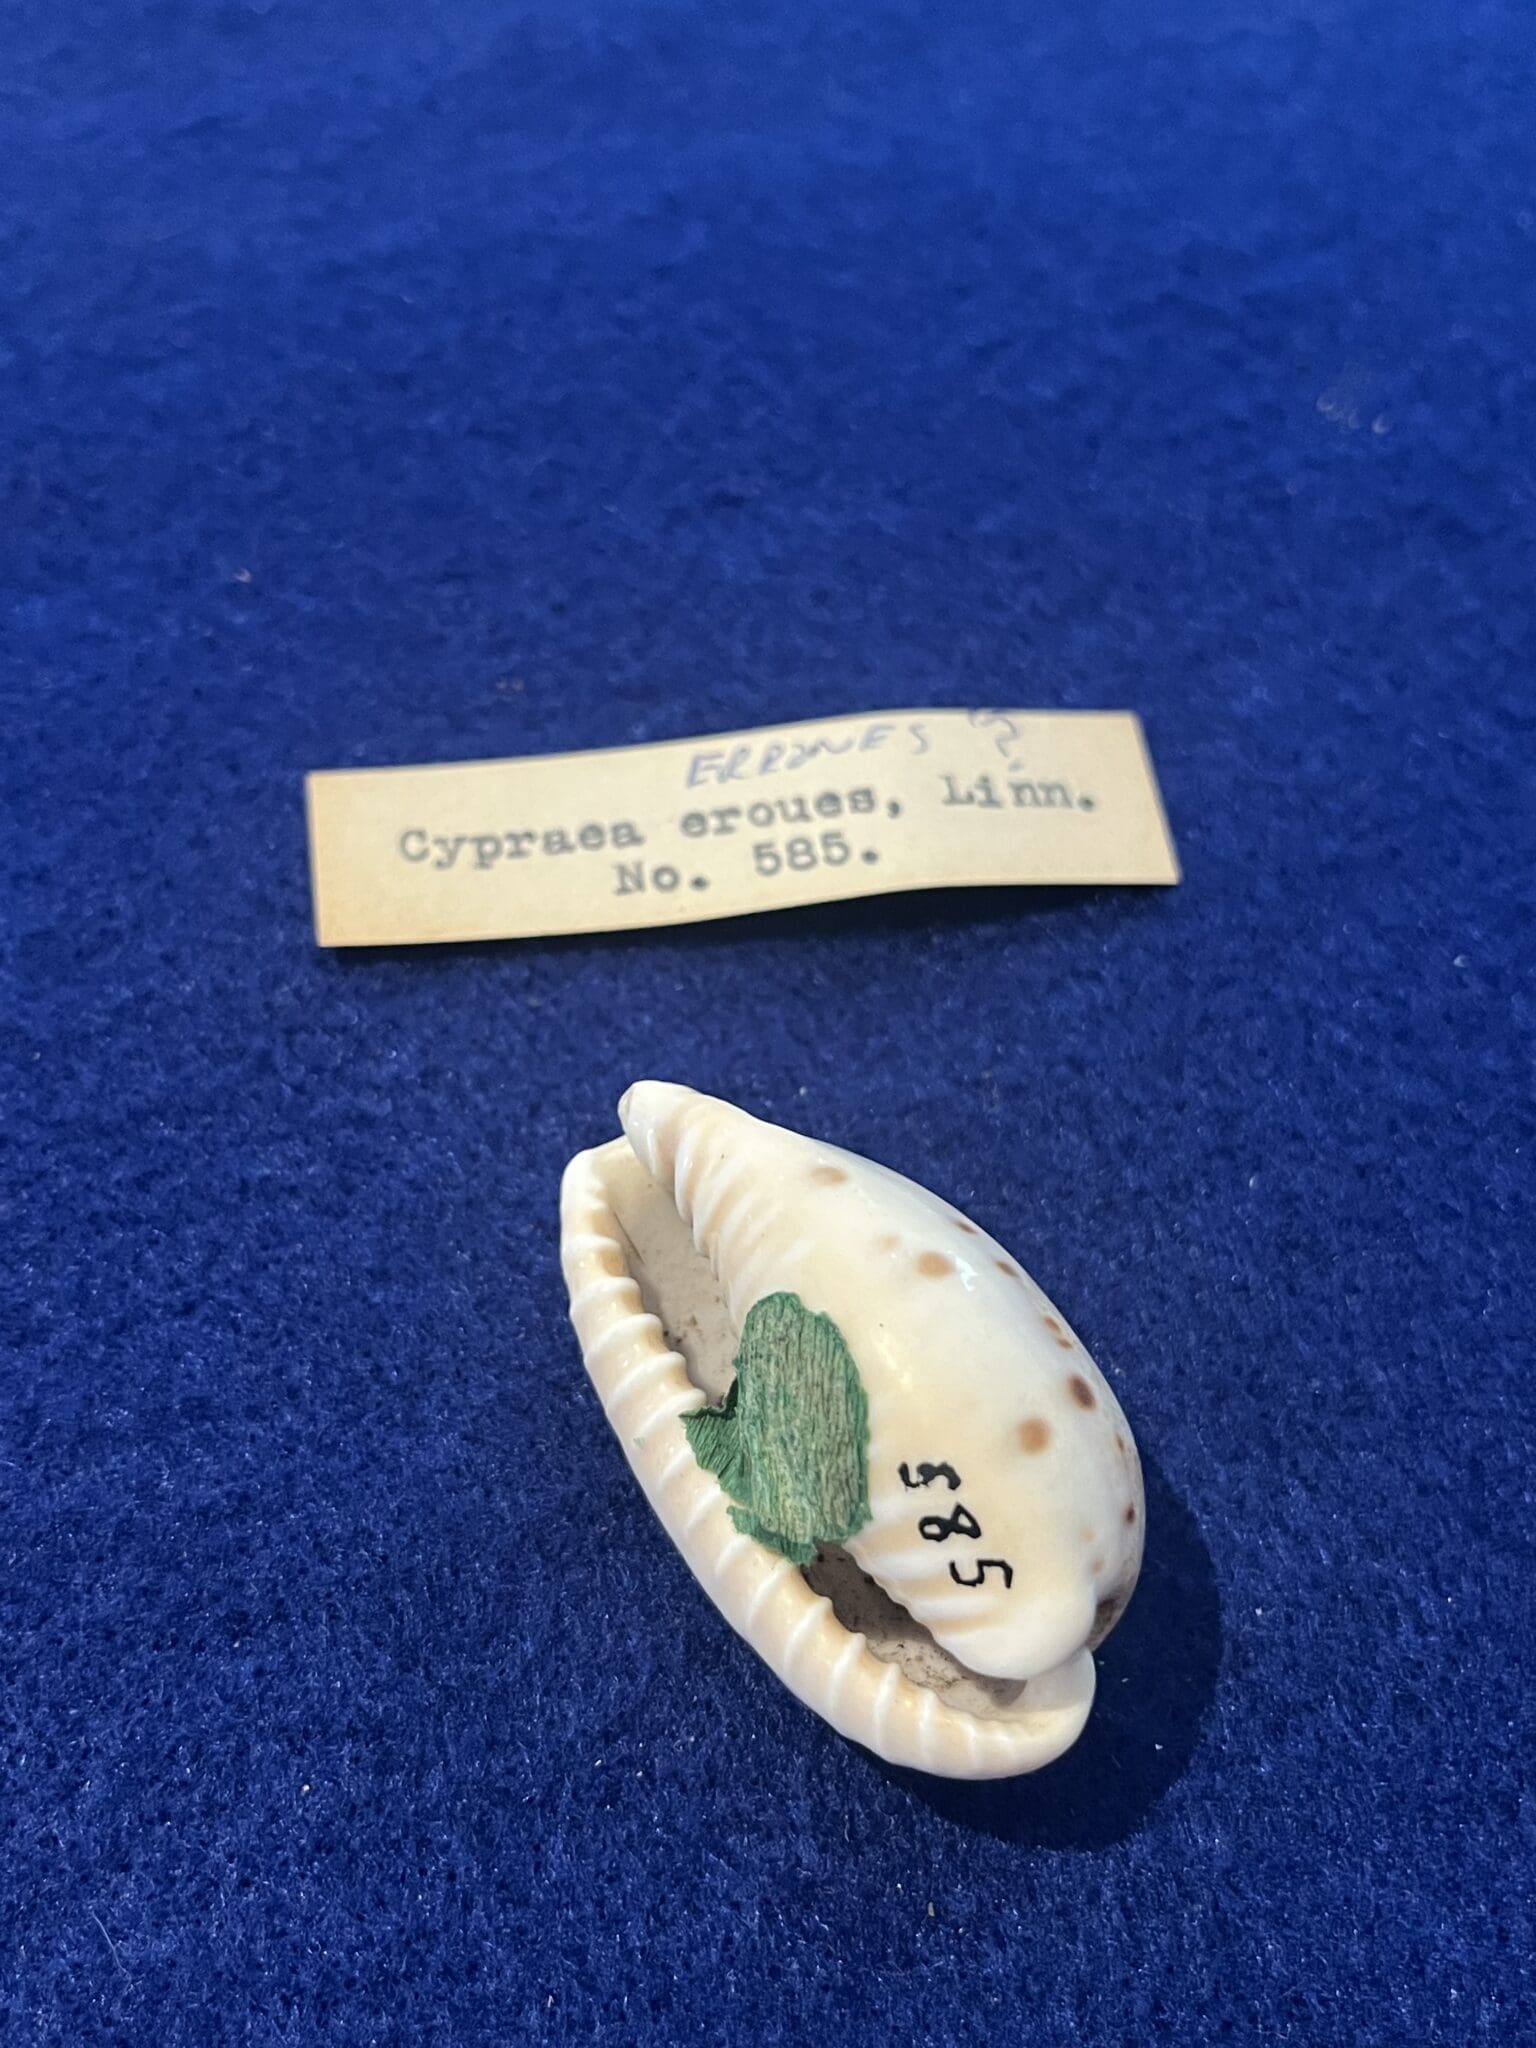 ERRONES ?
Cypraea eroues, Linn.
No. 585.
585